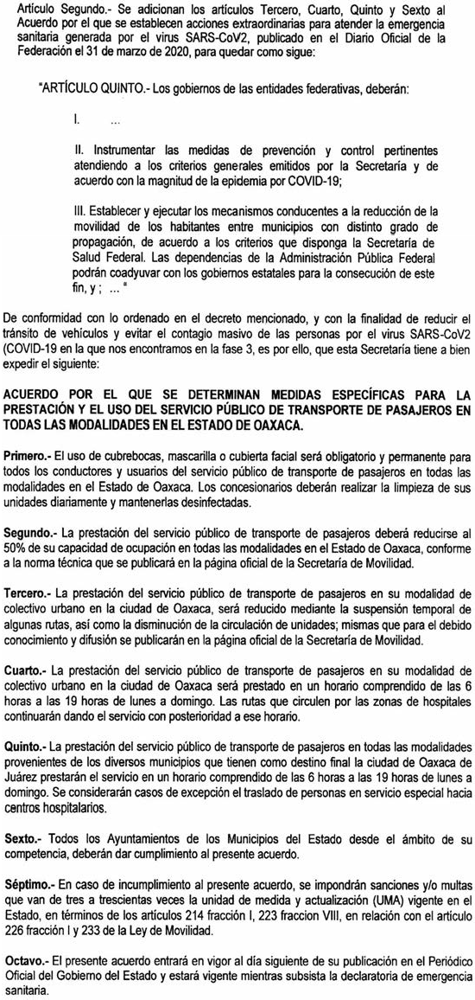 Artículo Segundo.- Se adicionan los artículos Tercero, Cuarto, Quinto y Sexto al
Acuerdo por el que se establecen acciones extraordinarias para atender la emergencia
sanitaria generada por el virus SARS-CoV2, publicado en el Diario Oficial de la
Federación el 31 de marzo de 2020, para quedar como sigue:
"ARTÍCULO QUINTO.- Los gobiernos de las entidades federativas, deberán:
I. ...
II. Instrumentar las medidas de prevención y control pertinentes
atendiendo a los criterios generales emitidos por la Secretaría y de
acuerdo con la magnitud de la epidemia por COVID-19;
III. Establecer y ejecutar los mecanismos conducentes a la reducción de la
movilidad de los habitantes entre municipios con distinto grado de
propagación, de acuerdo a los criterios que disponga la Secretaría de
Salud Federal. Las dependencias de la Administración Pública Federal
podrán coadyuvar con los gobiernos estatales para la consecución de este
fin, y ; ... "
De conformidad con lo ordenado en el decreto mencionado, y con la finalidad de reducir el
tránsito de vehículos y evitar el contagio masivo de las personas por el virus SARS-CoV2
(COVID-19 en la que nos encontramos en la fase 3, es por ello, que esta Secretaría tiene a bien
expedir el siguiente:
ACUERDO POR EL QUE SE DETERMINAN MEDIDAS ESPECÍFICAS PARA LA
PRESTACIÓN Y EL USO DEL SERVICIO PÚBLICO DE TRANSPORTE DE PASAJEROS EN
TODAS LAS MODALIDADES EN EL ESTADO DE OAXACA.
Primero.- El uso de cubrebocas, mascarilla o cubierta facial será obligatorio y permanente para
todos los conductores y usuarios del servicio público de transporte de pasajeros en todas las
modalidades en el Estado de Oaxaca. Los concesionarios deberán realizar la limpieza de sus
unidades diariamente y mantenerlas desinfectadas.
Segundo.- La prestación del servicio público de transporte de pasajeros deberá reducirse al
50% de su capacidad de ocupación en todas las modalidades en el Estado de Oaxaca, conforme
a la norma técnica que se publicará en la página oficial de la Secretaría de Movilidad.
Tercero.- La prestación del servicio público de transporte de pasajeros en su modalidad de
colectivo urbano en la ciudad de Oaxaca, será reducido mediante la suspensión temporal de
algunas rutas, así como la disminución de la circulación de unidades; mismas que para el debido
conocimiento y difusión se publicarán en la página oficial de la Secretaría de Movilidad.
Cuarto.- La prestación del servicio público de transporte de pasajeros en su modalidad de
colectivo urbano en la ciudad de Oaxaca será prestado en un horario comprendido de las 6
horas a las 19 horas de lunes a domingo. Las rutas que circulen por las zonas de hospitales
continuarán dando el servicio con posterioridad a ese horario.
Quinto.- La prestación del servicio público de transporte de pasajeros en todas las modalidades
provenientes de los diversos municipios que tienen como destino final la ciudad de Oaxaca de
Juárez prestarán el servicio en un horario comprendido de las 6 horas a las 19 horas de lunes a
domingo. Se considerarán casos de excepción el traslado de personas en servicio especial hacia
centros hospitalarios.
Sexto.- Todos los Ayuntamientos de los Municipios del Estado desde el ámbito de su
competencia, deberán dar cumplimiento al presente acuerdo.
Séptimo.- En caso de incumplimiento al presente acuerdo, se impondrán sanciones y/o multas
que van de tres a trescientas veces la unidad de medida y actualización (UMA) vigente en el
Estado, en términos de los artículos 214 fracción I, 223 fraccion VIII, en relación con el artículo
226 fracción I y 233 de la Ley de Movilidad.
Octavo.- El presente acuerdo entrará en vigor al día siguiente de su publicación en el Periódico
Oficial del Gobierno del Estado y estará vigente mientras subsista la declaratoria de emergencia
sanitaria.